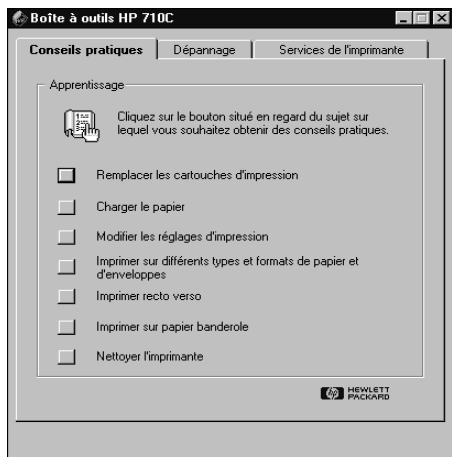 Boîte à outils HP 710C
Conseils pratiques
Dépannage
Services de l'imprimante
Apprentissage
Cliquez sur le bouton situé en regard du sujet sur
lequel vous souhaitez obtenir des conseils pratiques.
Remplacer les cartouches d'impression
Charger le papier
Modifier les réglages d'impression
Imprimer sur différents types et formats de papier et
d'enveloppes
Imprimer recto verso
Imprimer sur papier banderole
Nettoyer l'imprimante
hp HEWLETT
PACKARD